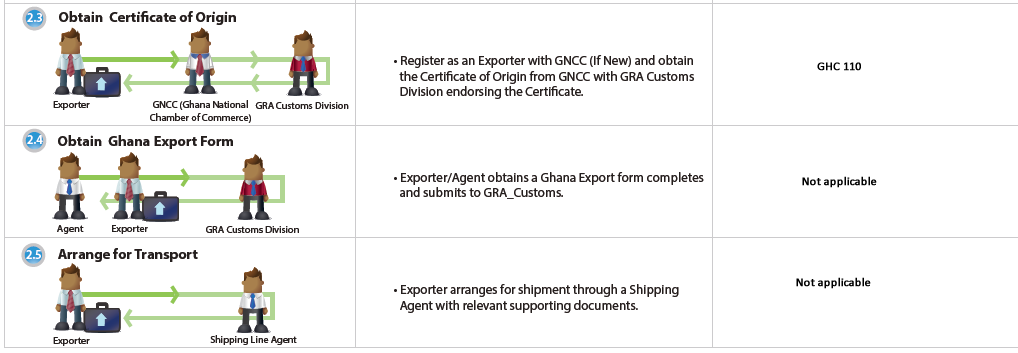 2.3 Obtain Certificate of Origin
Exporter
GNCC (Ghana National
Chamber of Commerce)
GRA Customs Division
• Register as an Exporter with GNCC (If New) and obtain
the Certificate of Origin from GNCC with GRA Customs
Division endorsing the Certificate.
GHC 110
2.4 Obtain Ghana Export Form
Agent
Exporter
GRA Customs Division
• Exporter/Agent obtains a Ghana Export form completes
and submits to GRA_Customs.
Not applicable
2.5 Arrange for Transport
Exporter
Shipping Line Agent
• Exporter arranges for shipment through a Shipping
Agent with relevant supporting documents.
Not applicable